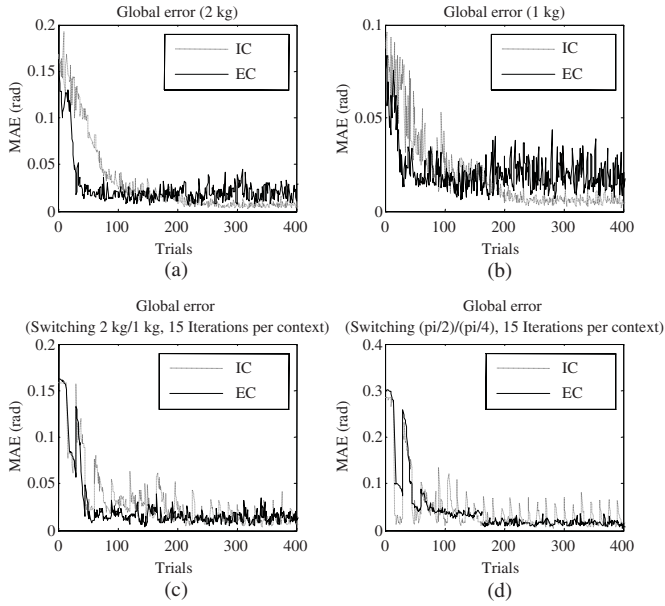 Global error (2 kg)
0.2
0.15
0.1
0.05
0
MAE (rad)
IC
EC
0 100 200 300 400
Trials
(a)
Global error (1 kg)
0.1
0.05
0
MAE (rad)
IC
EC
0 100 200 300 400
Trials
(b)
Global error
(Switching 2 kg/1 kg, 15 Iterations per context)
0.2
0.15
0.1
0.05
0
MAE (rad)
IC
EC
0 100 200 300 400
Trials
(c)
Global error
(Switching (pi/2)/(pi/4), 15 Iterations per context)
0.4
0.3
0.2
0.1
0
MAE (rad)
IC
EC
0 100 200 300 400
Trials
(d)